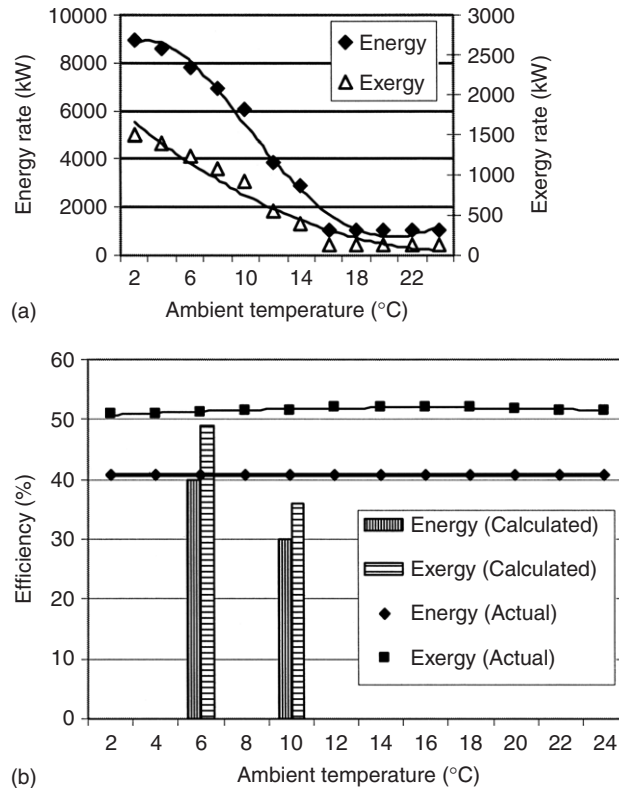 10000
8000
6000
4000
2000
0
Energy rate (kW)
3000
2500
2000
1500
1000
500
0
Exergy rate (kW)
Energy
Exergy
2 6 10 14 18 22
Ambient temperature (°C)
(a)
60
50
40
30
20
10
0
Efficiency (%)
Energy (Calculated)
Exergy (Calculated)
Energy (Actual)
Exergy (Actual)
2 4 6 8 10 12 14 16 18 20 22 24
Ambient temperature (°C)
(b)